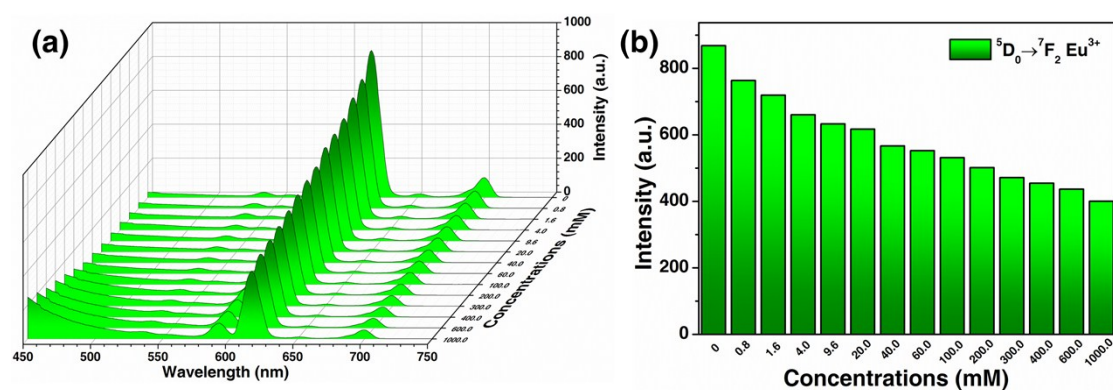 (a)
1000
800
600
400
200
0
Intensity (a.u.)
0
0.8
1.6
4.0
9.6
20.0
40.0
60.0
100.0
200.0
300.0
400.0
600.0
1000.0
Concentrations (mM)
450 500 550 600 650 700 750
Wavelength (nm)
(b)
⁵D₀→⁷F₂ Eu³⁺
800
600
400
200
0
Intensity (a.u.)
0 0.8 1.6 4.0 9.6 20.0 40.0 60.0 100.0 200.0 300.0 400.0 600.0 1000.0
Concentrations (mM)